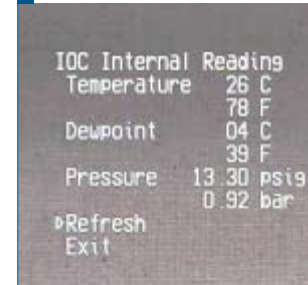 IOC Internal Reading
Temperature 26 C
78 F
Dewpoint 04 C
39 F
Pressure 13.30 psig
0.92 bar
▹Refresh
Exit